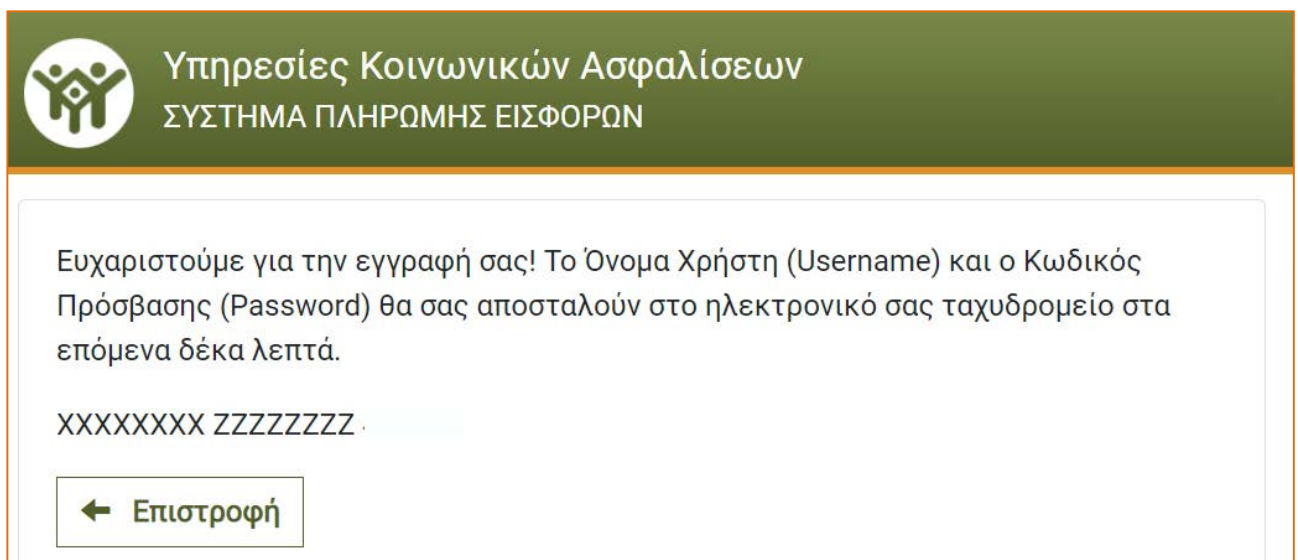 Υπηρεσίες Κοινωνικών Ασφαλίσεων
ΣΥΣΤΗΜΑ ΠΛΗΡΩΜΗΣ ΕΙΣΦΟΡΩΝ
Ευχαριστούμε για την εγγραφή σας! Το Όνομα Χρήστη (Username) και ο Κωδικός
Πρόσβασης (Password) θα σας αποσταλούν στο ηλεκτρονικό σας ταχυδρομείο στα
επόμενα δέκα λεπτά.
XXXXXXXX ZZZZZZZZ
Επιστροφή